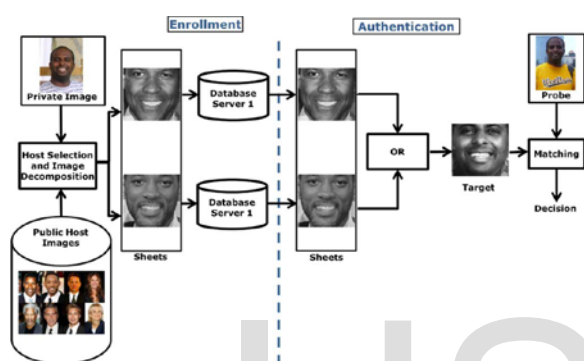 Enrollment
Authentication
Private Image
Host Selection
and Image
Decomposition
Public Host
Images
Sheets
Database
Server 1
Database
Server 1
Sheets
OR
Target
Probe
Matching
Decision